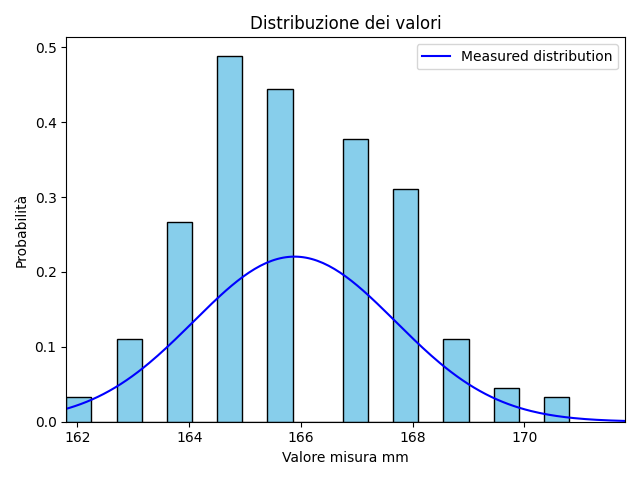 Distribuzione dei valori
Measured distribution
0.5
0.4
0.3
0.2
0.1
0.0
Probabilità
162 164 166 168 170
Valore misura mm